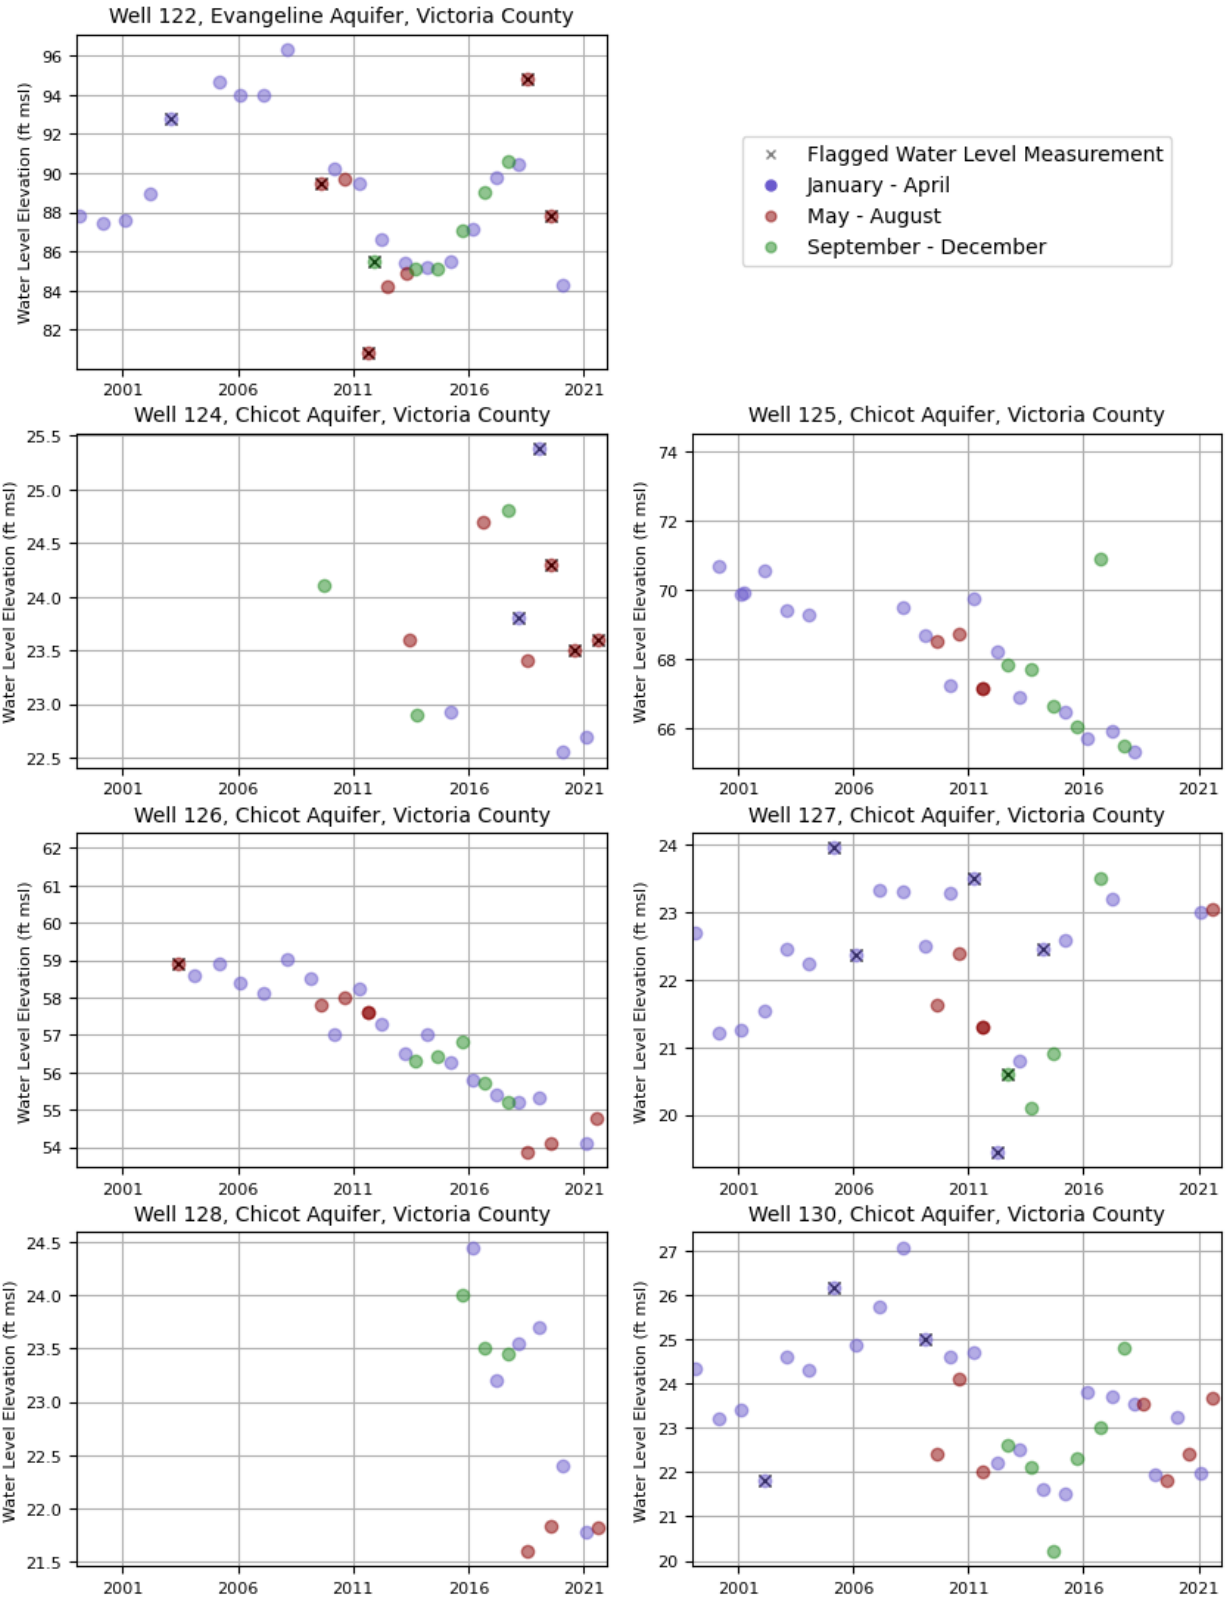 Well 122, Evangeline Aquifer, Victoria County
Water Level Elevation (ft msl)
96
94
92
90
88
86
84
82
2001 2006 2011 2016 2021
Flagged Water Level Measurement
January - April
May - August
September - December
Well 124, Chicot Aquifer, Victoria County
Water Level Elevation (ft msl)
25.5
25.0
24.5
24.0
23.5
23.0
22.5
2001 2006 2011 2016 2021
Well 125, Chicot Aquifer, Victoria County
Water Level Elevation (ft msl)
74
72
70
68
66
2001 2006 2011 2016 2021
Well 126, Chicot Aquifer, Victoria County
Water Level Elevation (ft msl)
62
61
60
59
58
57
56
55
54
2001 2006 2011 2016 2021
Well 127, Chicot Aquifer, Victoria County
Water Level Elevation (ft msl)
24
23
22
21
20
2001 2006 2011 2016 2021
Well 128, Chicot Aquifer, Victoria County
Water Level Elevation (ft msl)
24.5
24.0
23.5
23.0
22.5
22.0
21.5
2001 2006 2011 2016 2021
Well 130, Chicot Aquifer, Victoria County
Water Level Elevation (ft msl)
27
26
25
24
23
22
21
20
2001 2006 2011 2016 2021